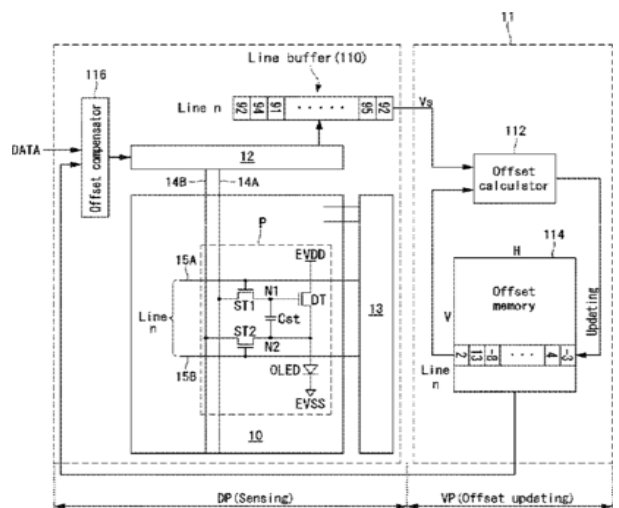 11
116
Line buffer(110)
Line n
92
94
91
.....
95
92
Vs
112
DATA
Offset compensator
12
Offset calculator
14B
14A
P
H
114
EVDD
15A
N1
DT
ST1
Cst
13
Offset memory
V
Updating
Line n
ST2
N2
2
13
-8
...
4
-3
OLED
Line n
15B
EVSS
10
DP(Sensing)
VP(Offset updating)